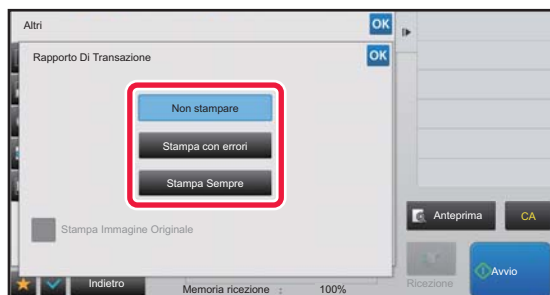 Altri
OK
Rapporto Di Transazione
OK
Non stampare
Stampa con errori
Stampa Sempre
Stampa Immagine Originale
Anteprima
CA
Indietro
Memoria ricezione : 100%
Ricezione
Avvio